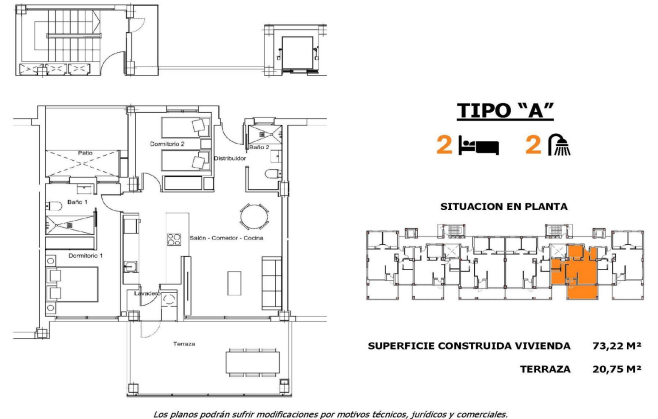 TIPO “A”
2 2
SITUACION EN PLANTA
SUPERFICIE CONSTRUIDA VIVIENDA 73,22 M²
TERRAZA 20,75 M²
Dormitorio 2
Patio
Distribuidor
Baño 2
Baño 1
Salón - Comedor - Cocina
Dormitorio 1
Lavadero
Terraza
Los planos podrán sufrir modificaciones por motivos técnicos, jurídicos y comerciales.